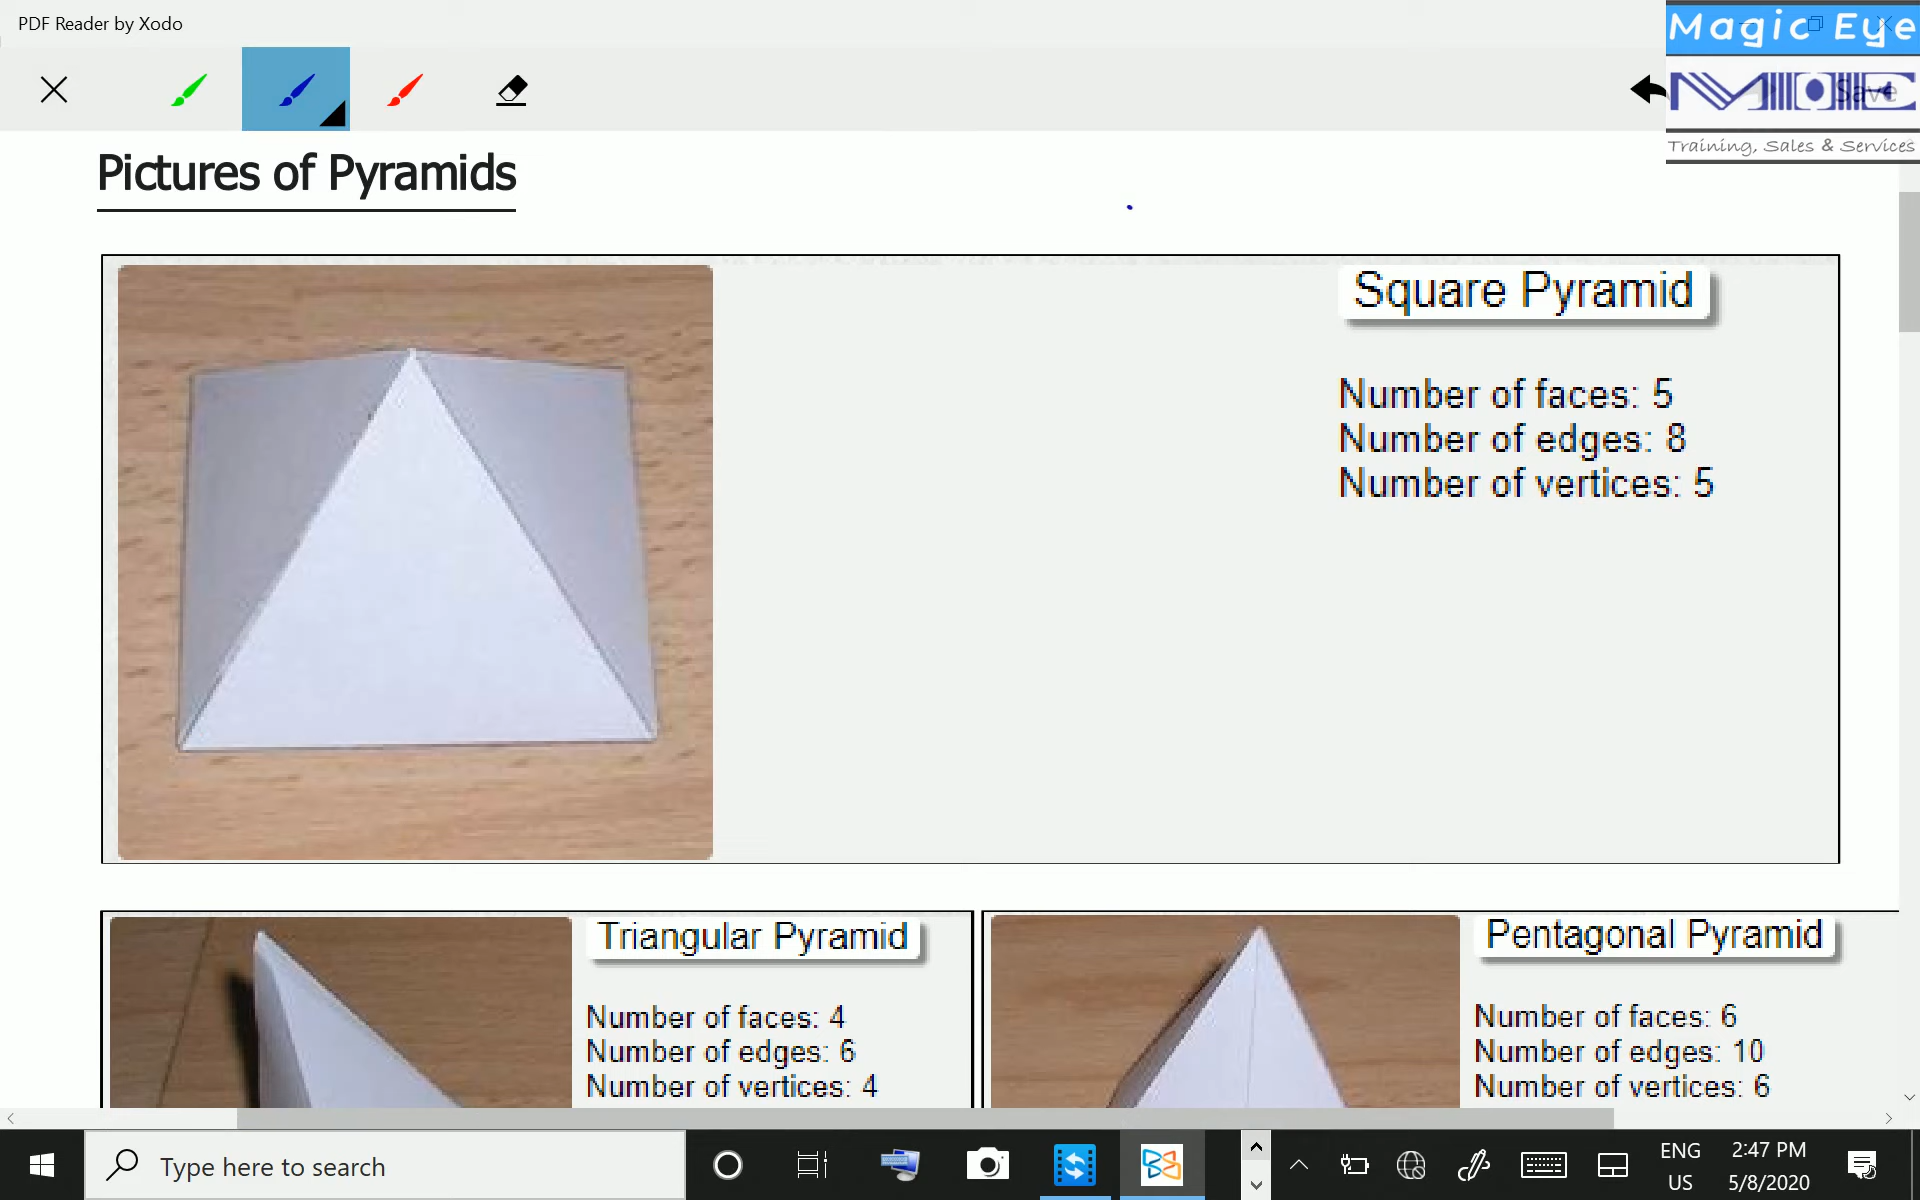 PDF Reader by Xodo
Magic Eye
Training, Sales & Services
Pictures of Pyramids
Square Pyramid
Number of faces: 5
Number of edges: 8
Number of vertices: 5
Triangular Pyramid
Number of faces: 4
Number of edges: 6
Number of vertices: 4
Pentagonal Pyramid
Number of faces: 6
Number of edges: 10
Number of vertices: 6
Type here to search
ENG
US
2:47 PM
5/8/2020